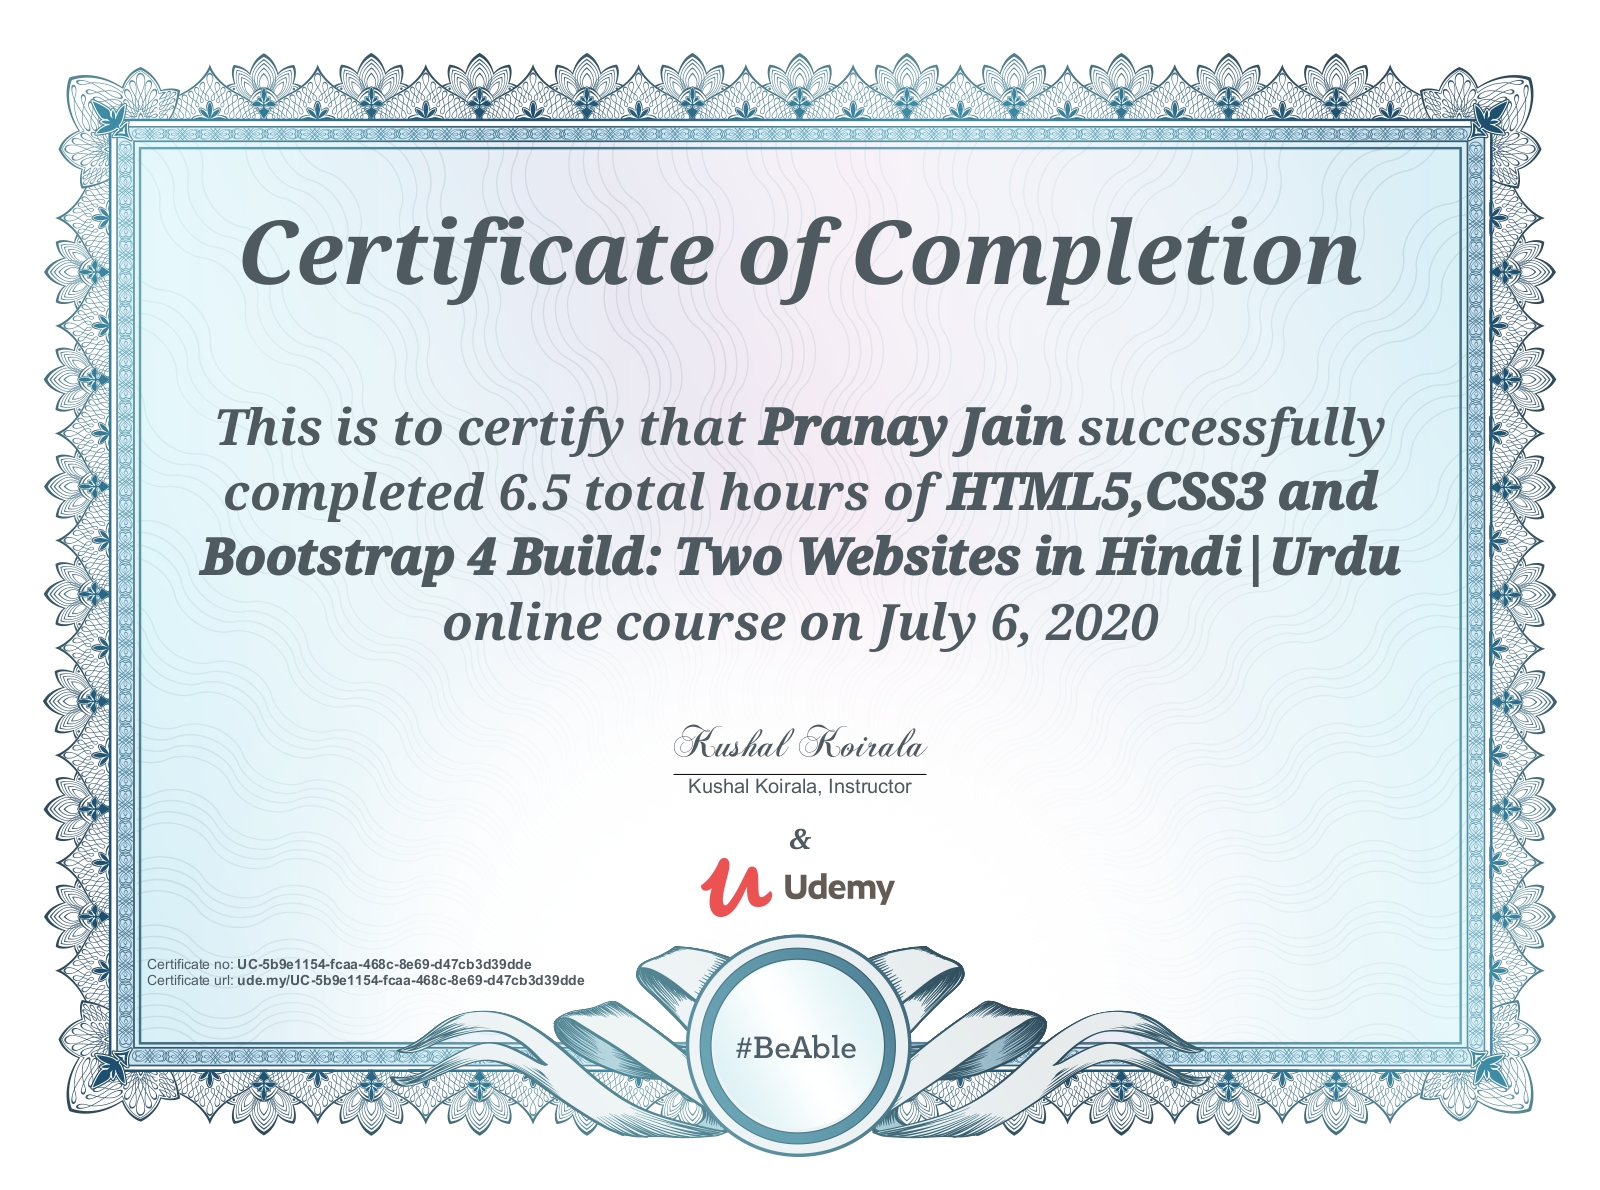 Certificate of Completion
This is to certify that Pranay Jain successfully
completed 6.5 total hours of HTML5,CSS3 and
Bootstrap 4 Build: Two Websites in Hindi|Urdu
online course on July 6, 2020
Kushal Koirala
Kushal Koirala, Instructor
&
Udemy
Certificate no: UC-5b9e1154-fcaa-468c-8e69-d47cb3d39dde
Certificate url: ude.my/UC-5b9e1154-fcaa-468c-8e69-d47cb3d39dde
#BeAble